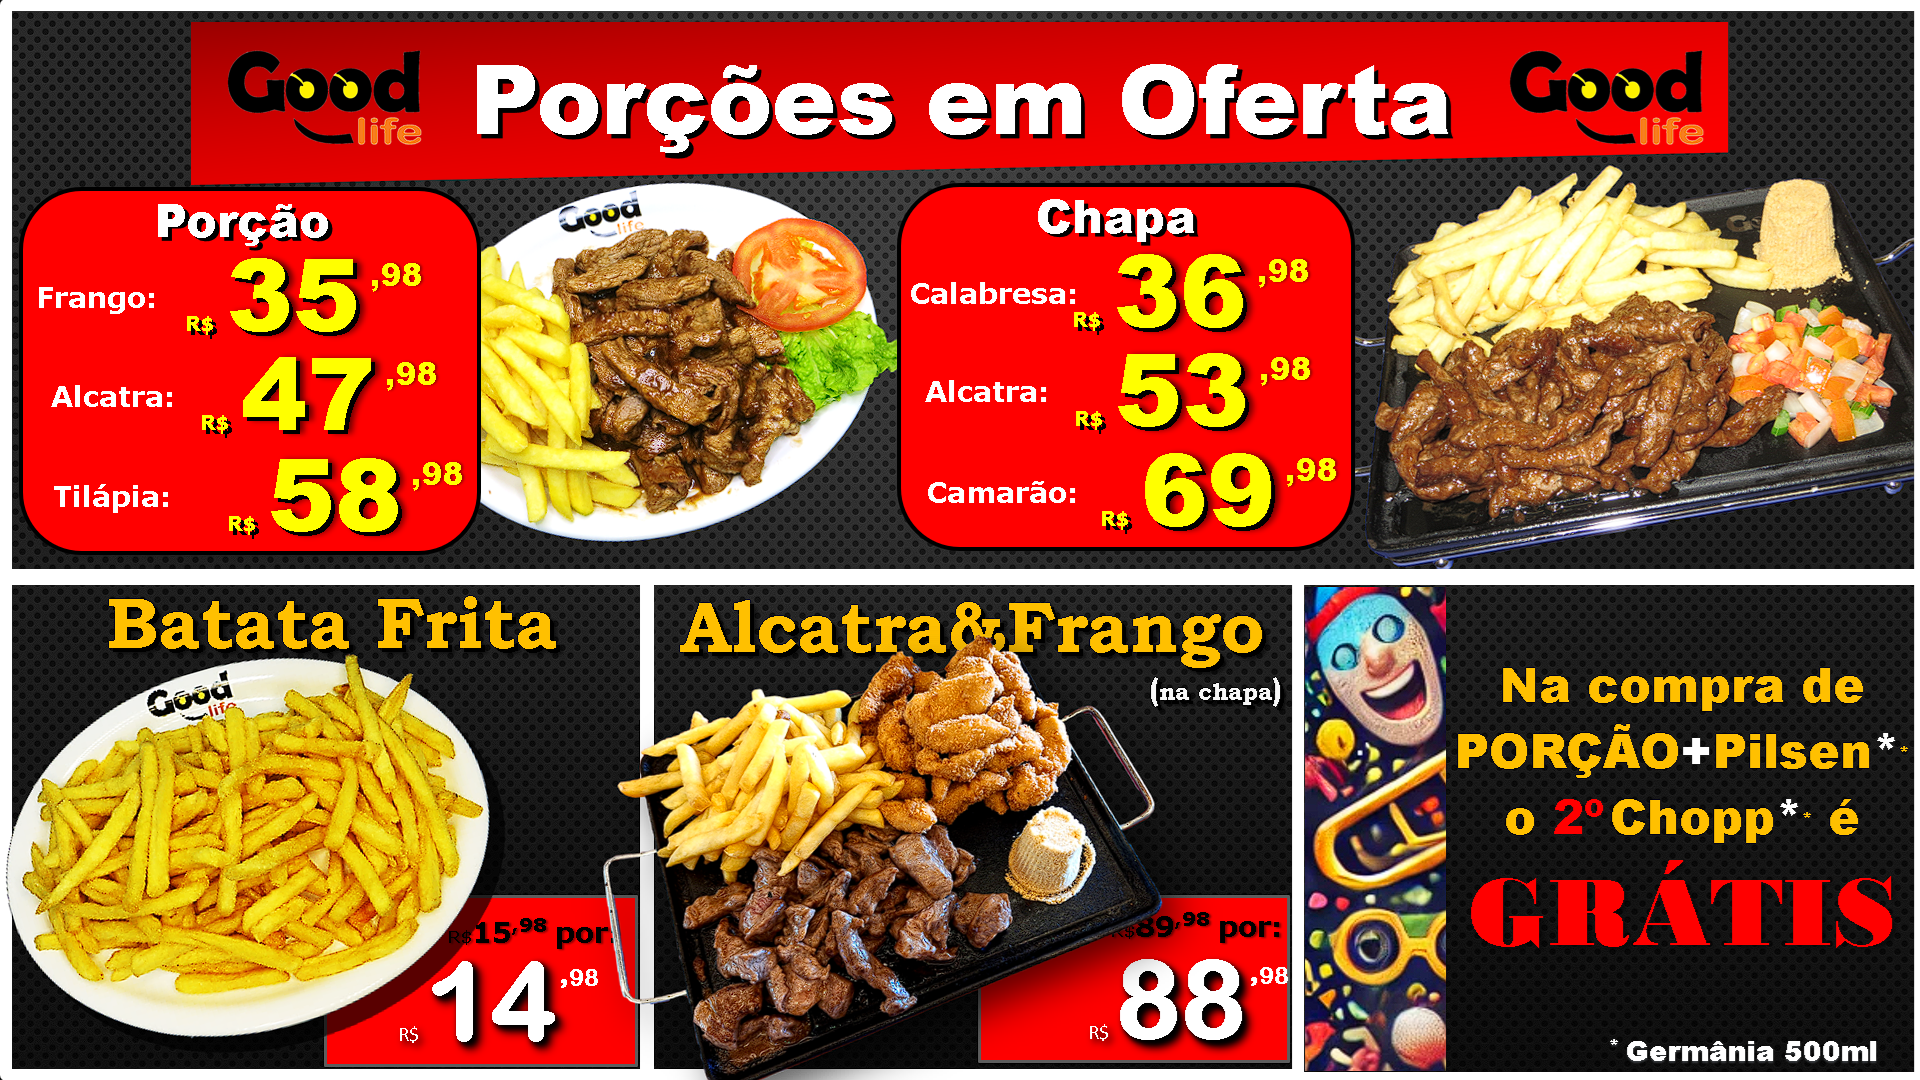 Good life
Porções em Oferta
Good life
Porção
Frango: R$ 35,98
Alcatra: R$ 47,98
Tilápia: R$ 58,98
Good life
Chapa
Calabresa: R$ 36,98
Alcatra: R$ 53,98
Camarão: R$ 69,98
Batata Frita
Good life
R$15,98 por:
R$ 14,98
Alcatra&Frango
(na chapa)
R$89,98 por:
R$ 88,98
Na compra de
PORÇÃO+Pilsen**
o 2º Chopp** é
GRÁTIS
* Germânia 500ml